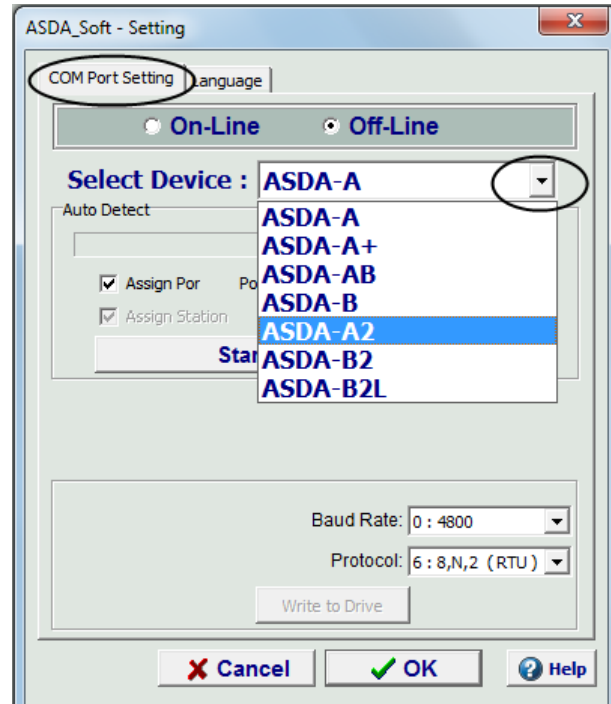 ASDA_Soft - Setting
COM Port Setting Language
On-Line Off-Line
Select Device : ASDA-A
Auto Detect
ASDA-A
ASDA-A+
ASDA-AB
ASDA-B
ASDA-A2
ASDA-B2
ASDA-B2L
Assign Por Po
Assign Station
Star
Baud Rate: 0 : 4800
Protocol: 6 : 8,N,2 (RTU)
Write to Drive
Cancel OK Help